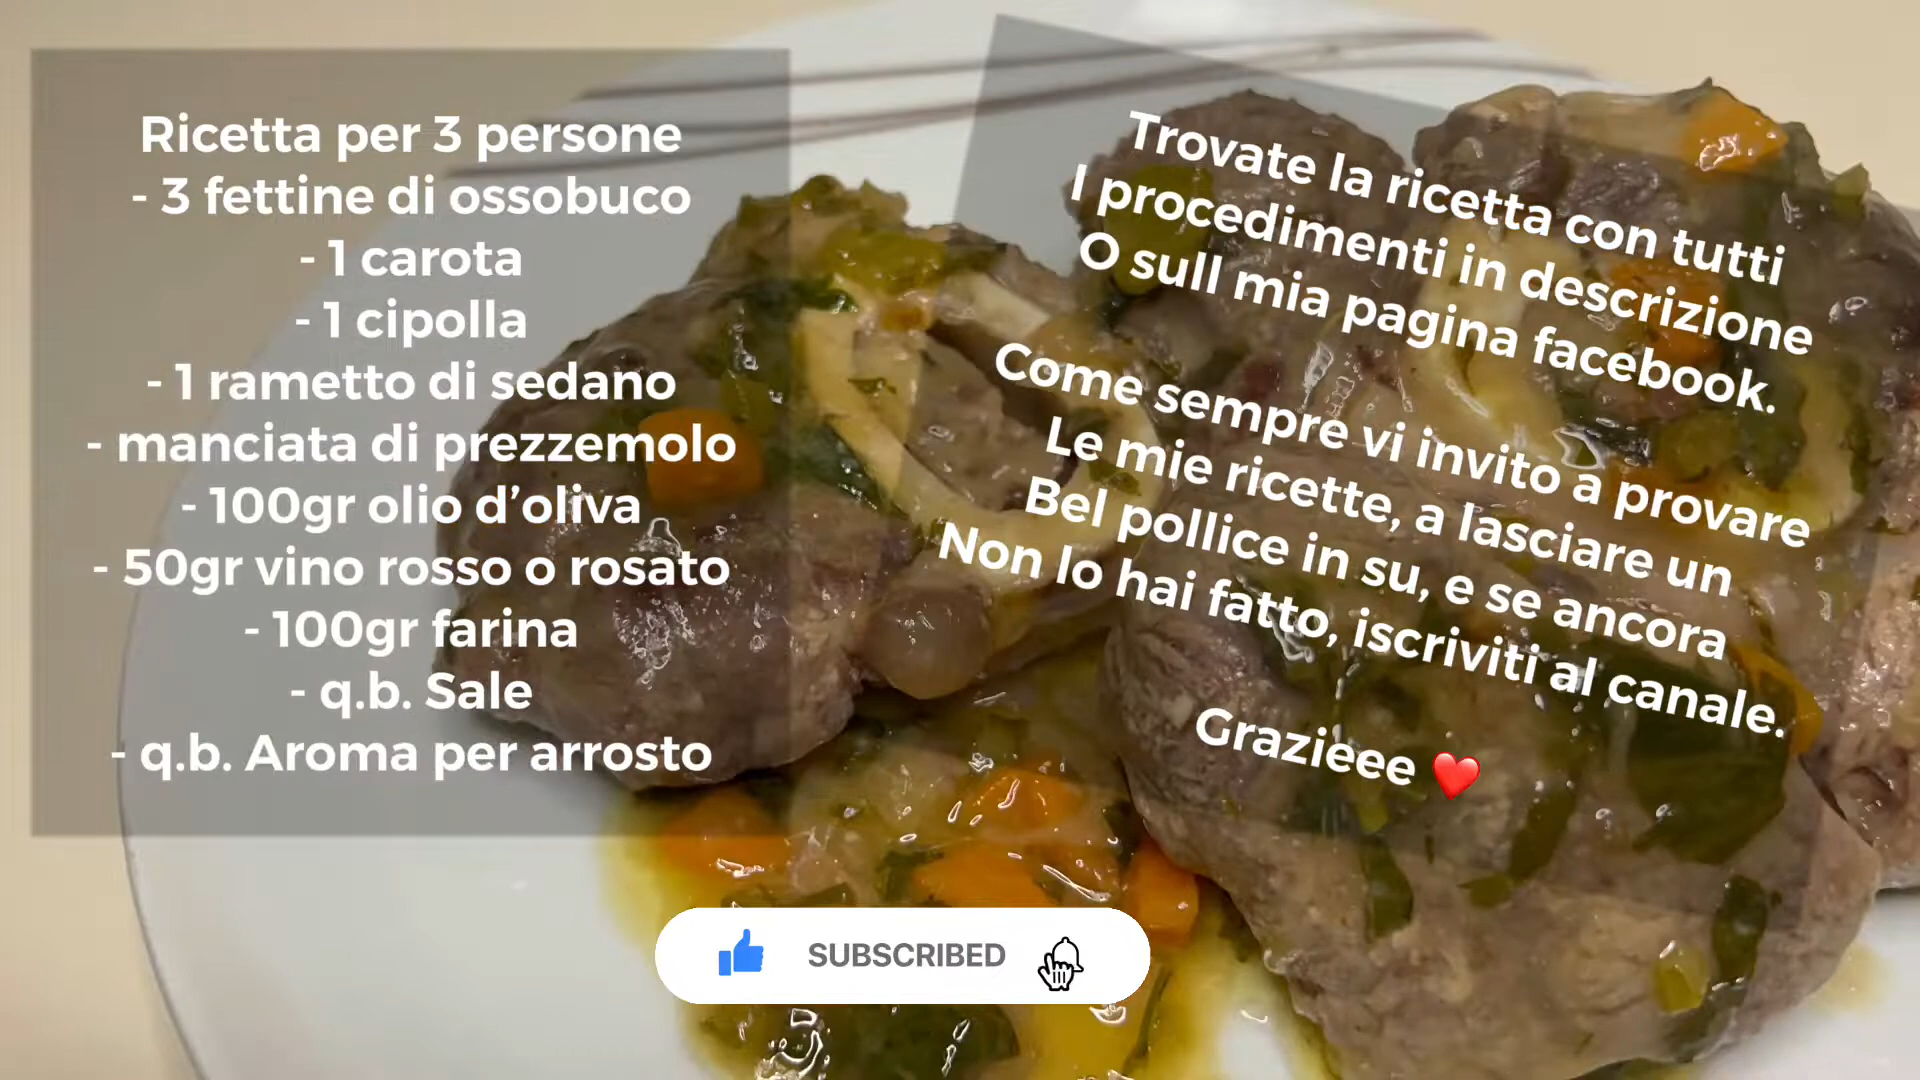 Ricetta per 3 persone
- 3 fettine di ossobuco
- 1 carota
- 1 cipolla
- 1 rametto di sedano
- manciata di prezzemolo
- 100gr olio d’oliva
- 50gr vino rosso o rosato
- 100gr farina
- q.b. Sale
- q.b. Aroma per arrosto
Trovate la ricetta con tutti
I procedimenti in descrizione
O sull mia pagina facebook.
Come sempre vi invito a provare
Le mie ricette, a lasciare un
Bel pollice in su, e se ancora
Non lo hai fatto, iscriviti al canale.
Grazieee ❤️
SUBSCRIBED